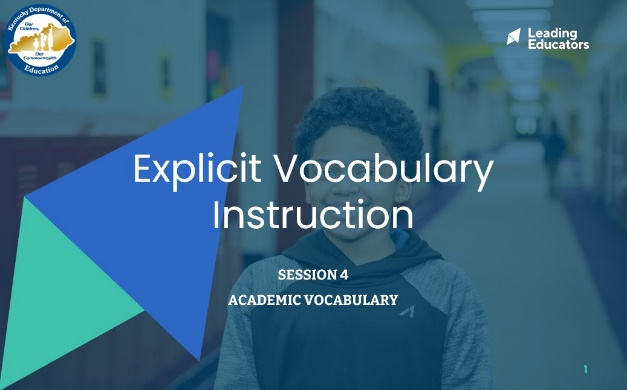 Kentucky Department of
Our
Children,
Our
Commonwealth
Education
Leading
Educators
Explicit Vocabulary
Instruction
SESSION 4
ACADEMIC VOCABULARY
1